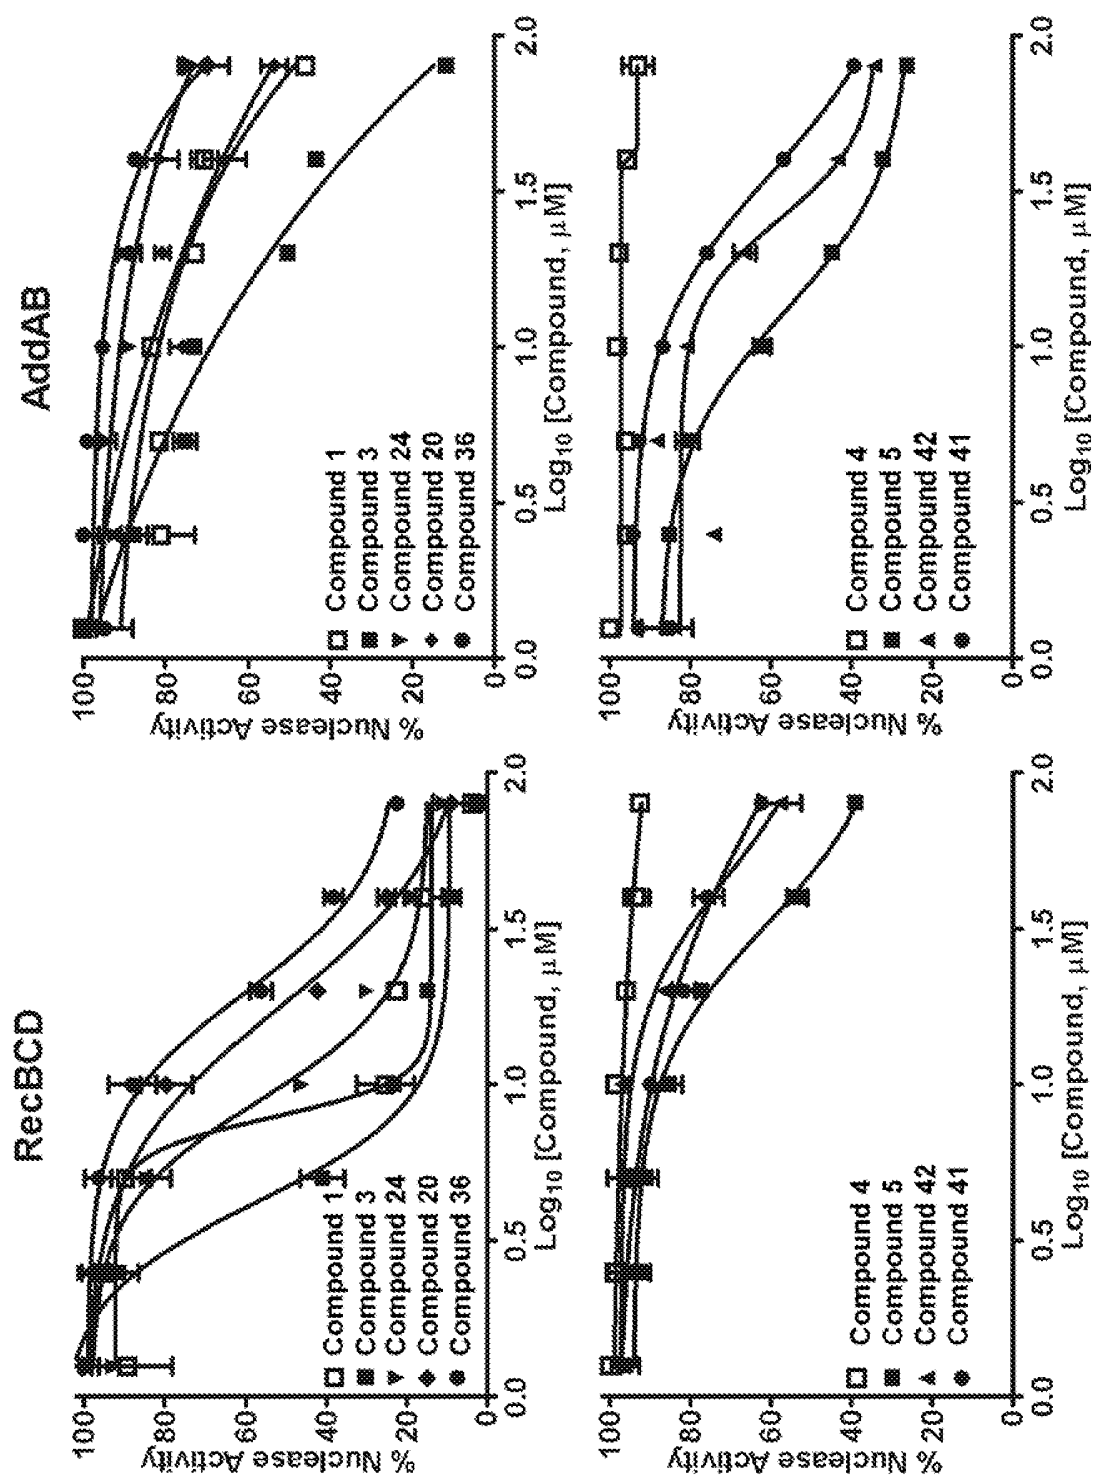 RecBCD
% Nuclease Activity
100
80
60
40
20
0
0.0
0.5
1.0
1.5
2.0
Log10 [Compound, μM]
Compound 1
Compound 3
Compound 24
Compound 20
Compound 36
AddAB
% Nuclease Activity
100
80
60
40
20
0
0.0
0.5
1.0
1.5
2.0
Log10 [Compound, μM]
Compound 1
Compound 3
Compound 24
Compound 20
Compound 36
% Nuclease Activity
100
80
60
40
20
0
0.0
0.5
1.0
1.5
2.0
Log10 [Compound, μM]
Compound 4
Compound 5
Compound 42
Compound 41
% Nuclease Activity
100
80
60
40
20
0
0.0
0.5
1.0
1.5
2.0
Log10 [Compound, μM]
Compound 4
Compound 5
Compound 42
Compound 41